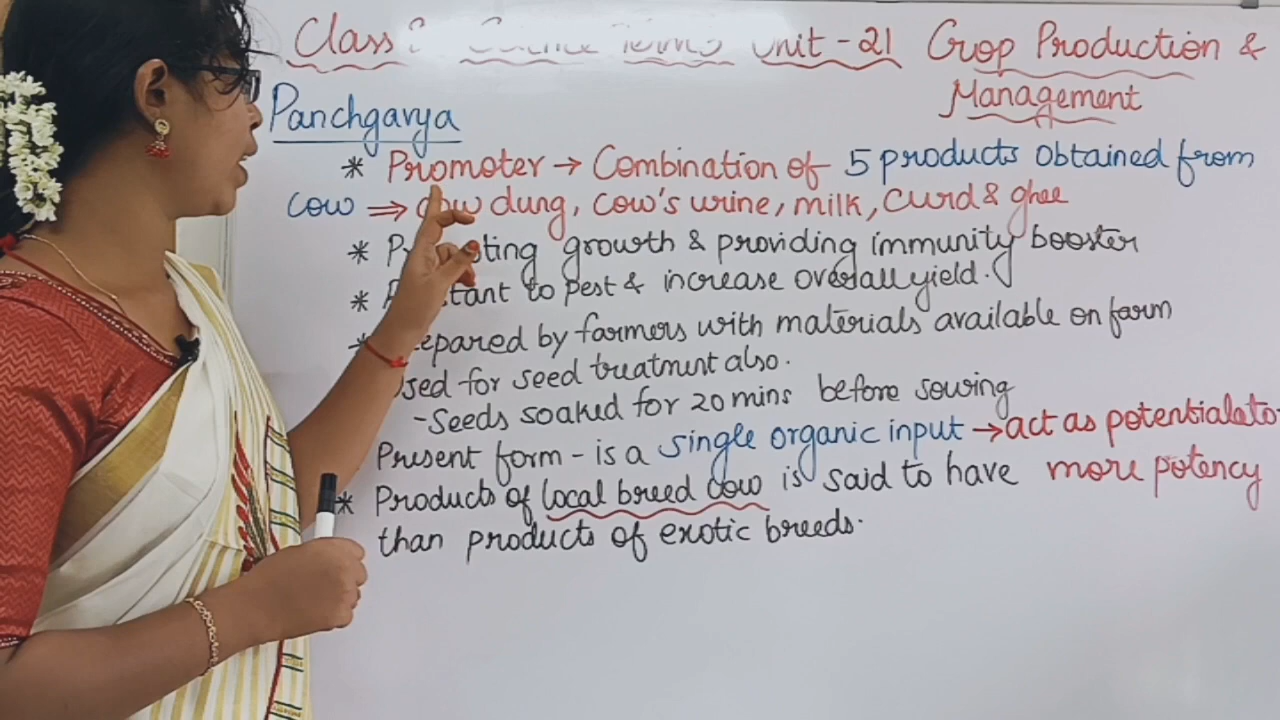 Class Unit - 21 Crop Production &
Management
Panchgavya
* Promoter → Combination of 5 products obtained from
cow ⇒ cow dung, cow's urine, milk, curd & ghee
* growth & providing immunity booster
* to pest & increase overall yield.
* by farmers with materials available on farm
for seed treatment also.
-Seeds soaked for 20 mins before sowing
Present form - is a single organic input → act as
* Products of local breed cow is said to have more potency
than products of exotic breeds.